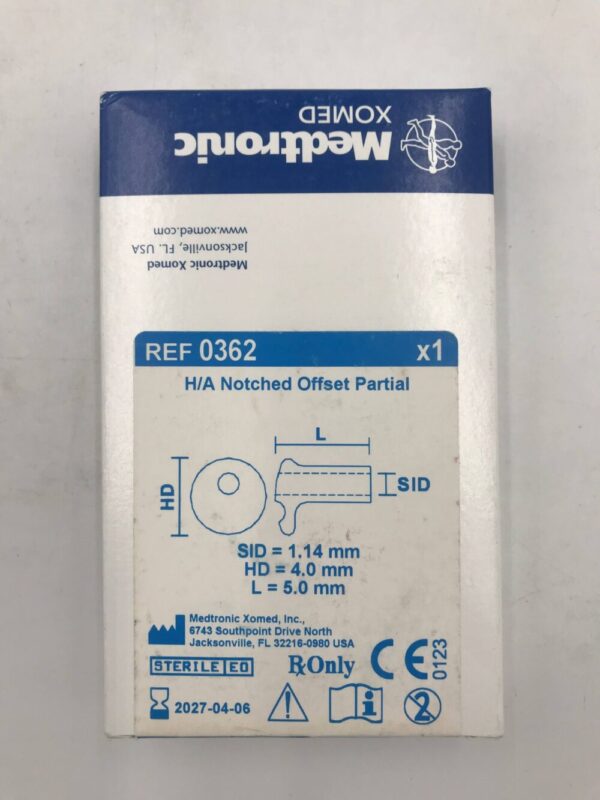 Medtronic
XOMED
Medtronic Xomed
Jacksonville, FL. USA
www.xomed.com
REF 0362 x1
H/A Notched Offset Partial
L
HD
SID
SID = 1.14 mm
HD = 4.0 mm
L = 5.0 mm
Medtronic Xomed, Inc.,
6743 Southpoint Drive North
Jacksonville, FL 32216-0980 USA
STERILE EO
RxOnly
CE
0123
2027-04-06
2